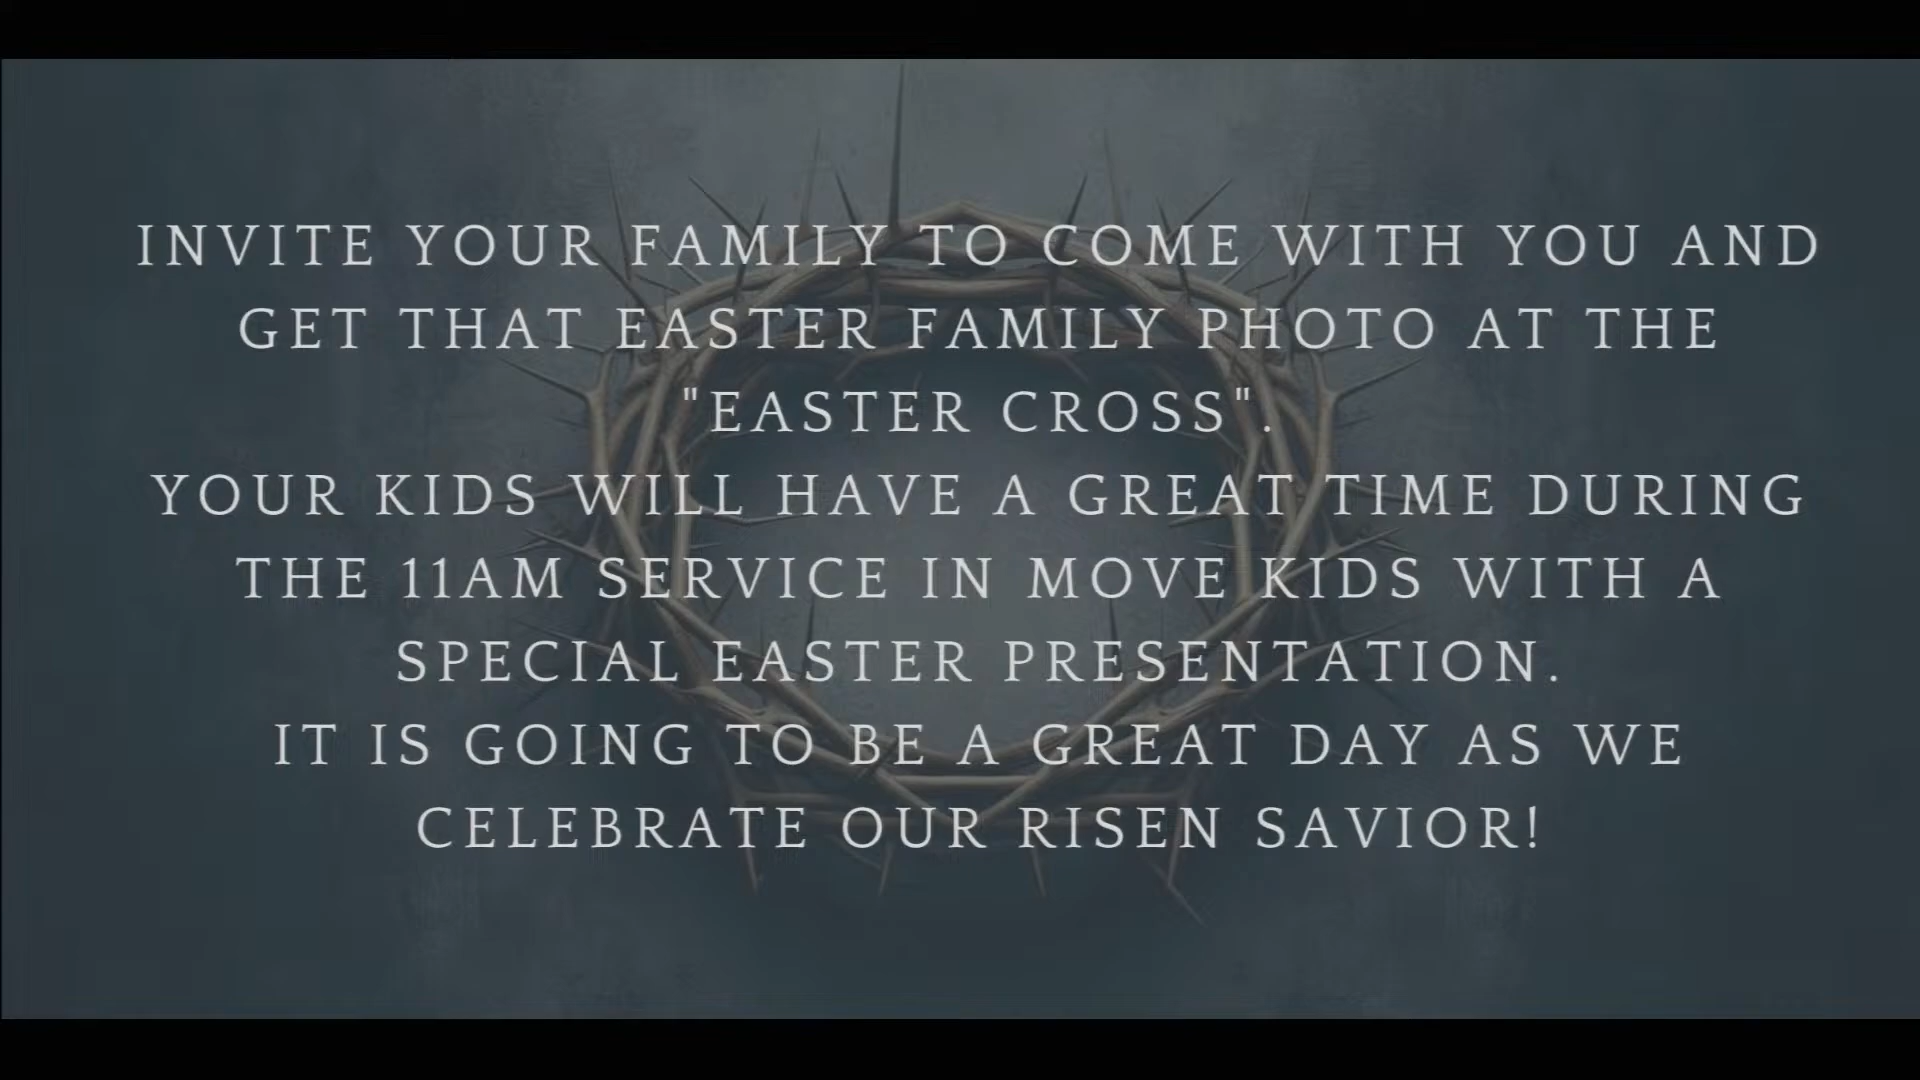 INVITE YOUR FAMILY TO COME WITH YOU AND
GET THAT EASTER FAMILY PHOTO AT THE
"EASTER CROSS".
YOUR KIDS WILL HAVE A GREAT TIME DURING
THE 11AM SERVICE IN MOVE KIDS WITH A
SPECIAL EASTER PRESENTATION.
IT IS GOING TO BE A GREAT DAY AS WE
CELEBRATE OUR RISEN SAVIOR!